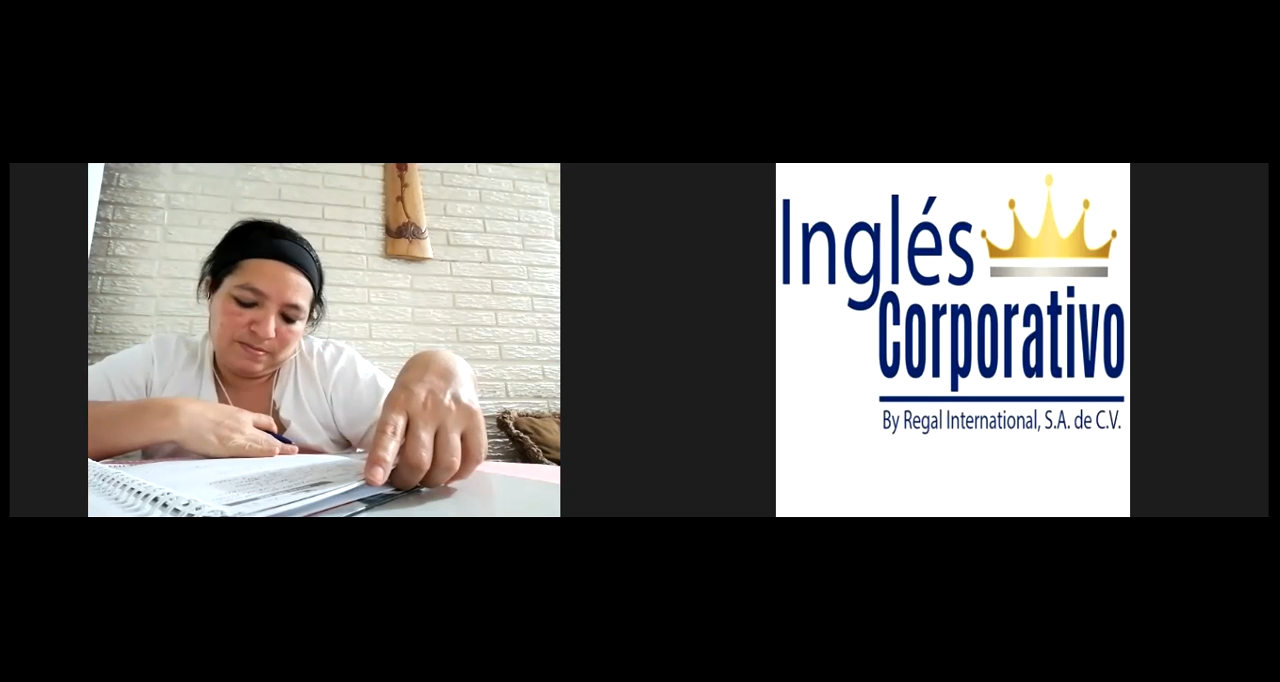 Inglés
Corporativo
By Regal International, S.A. de C.V.